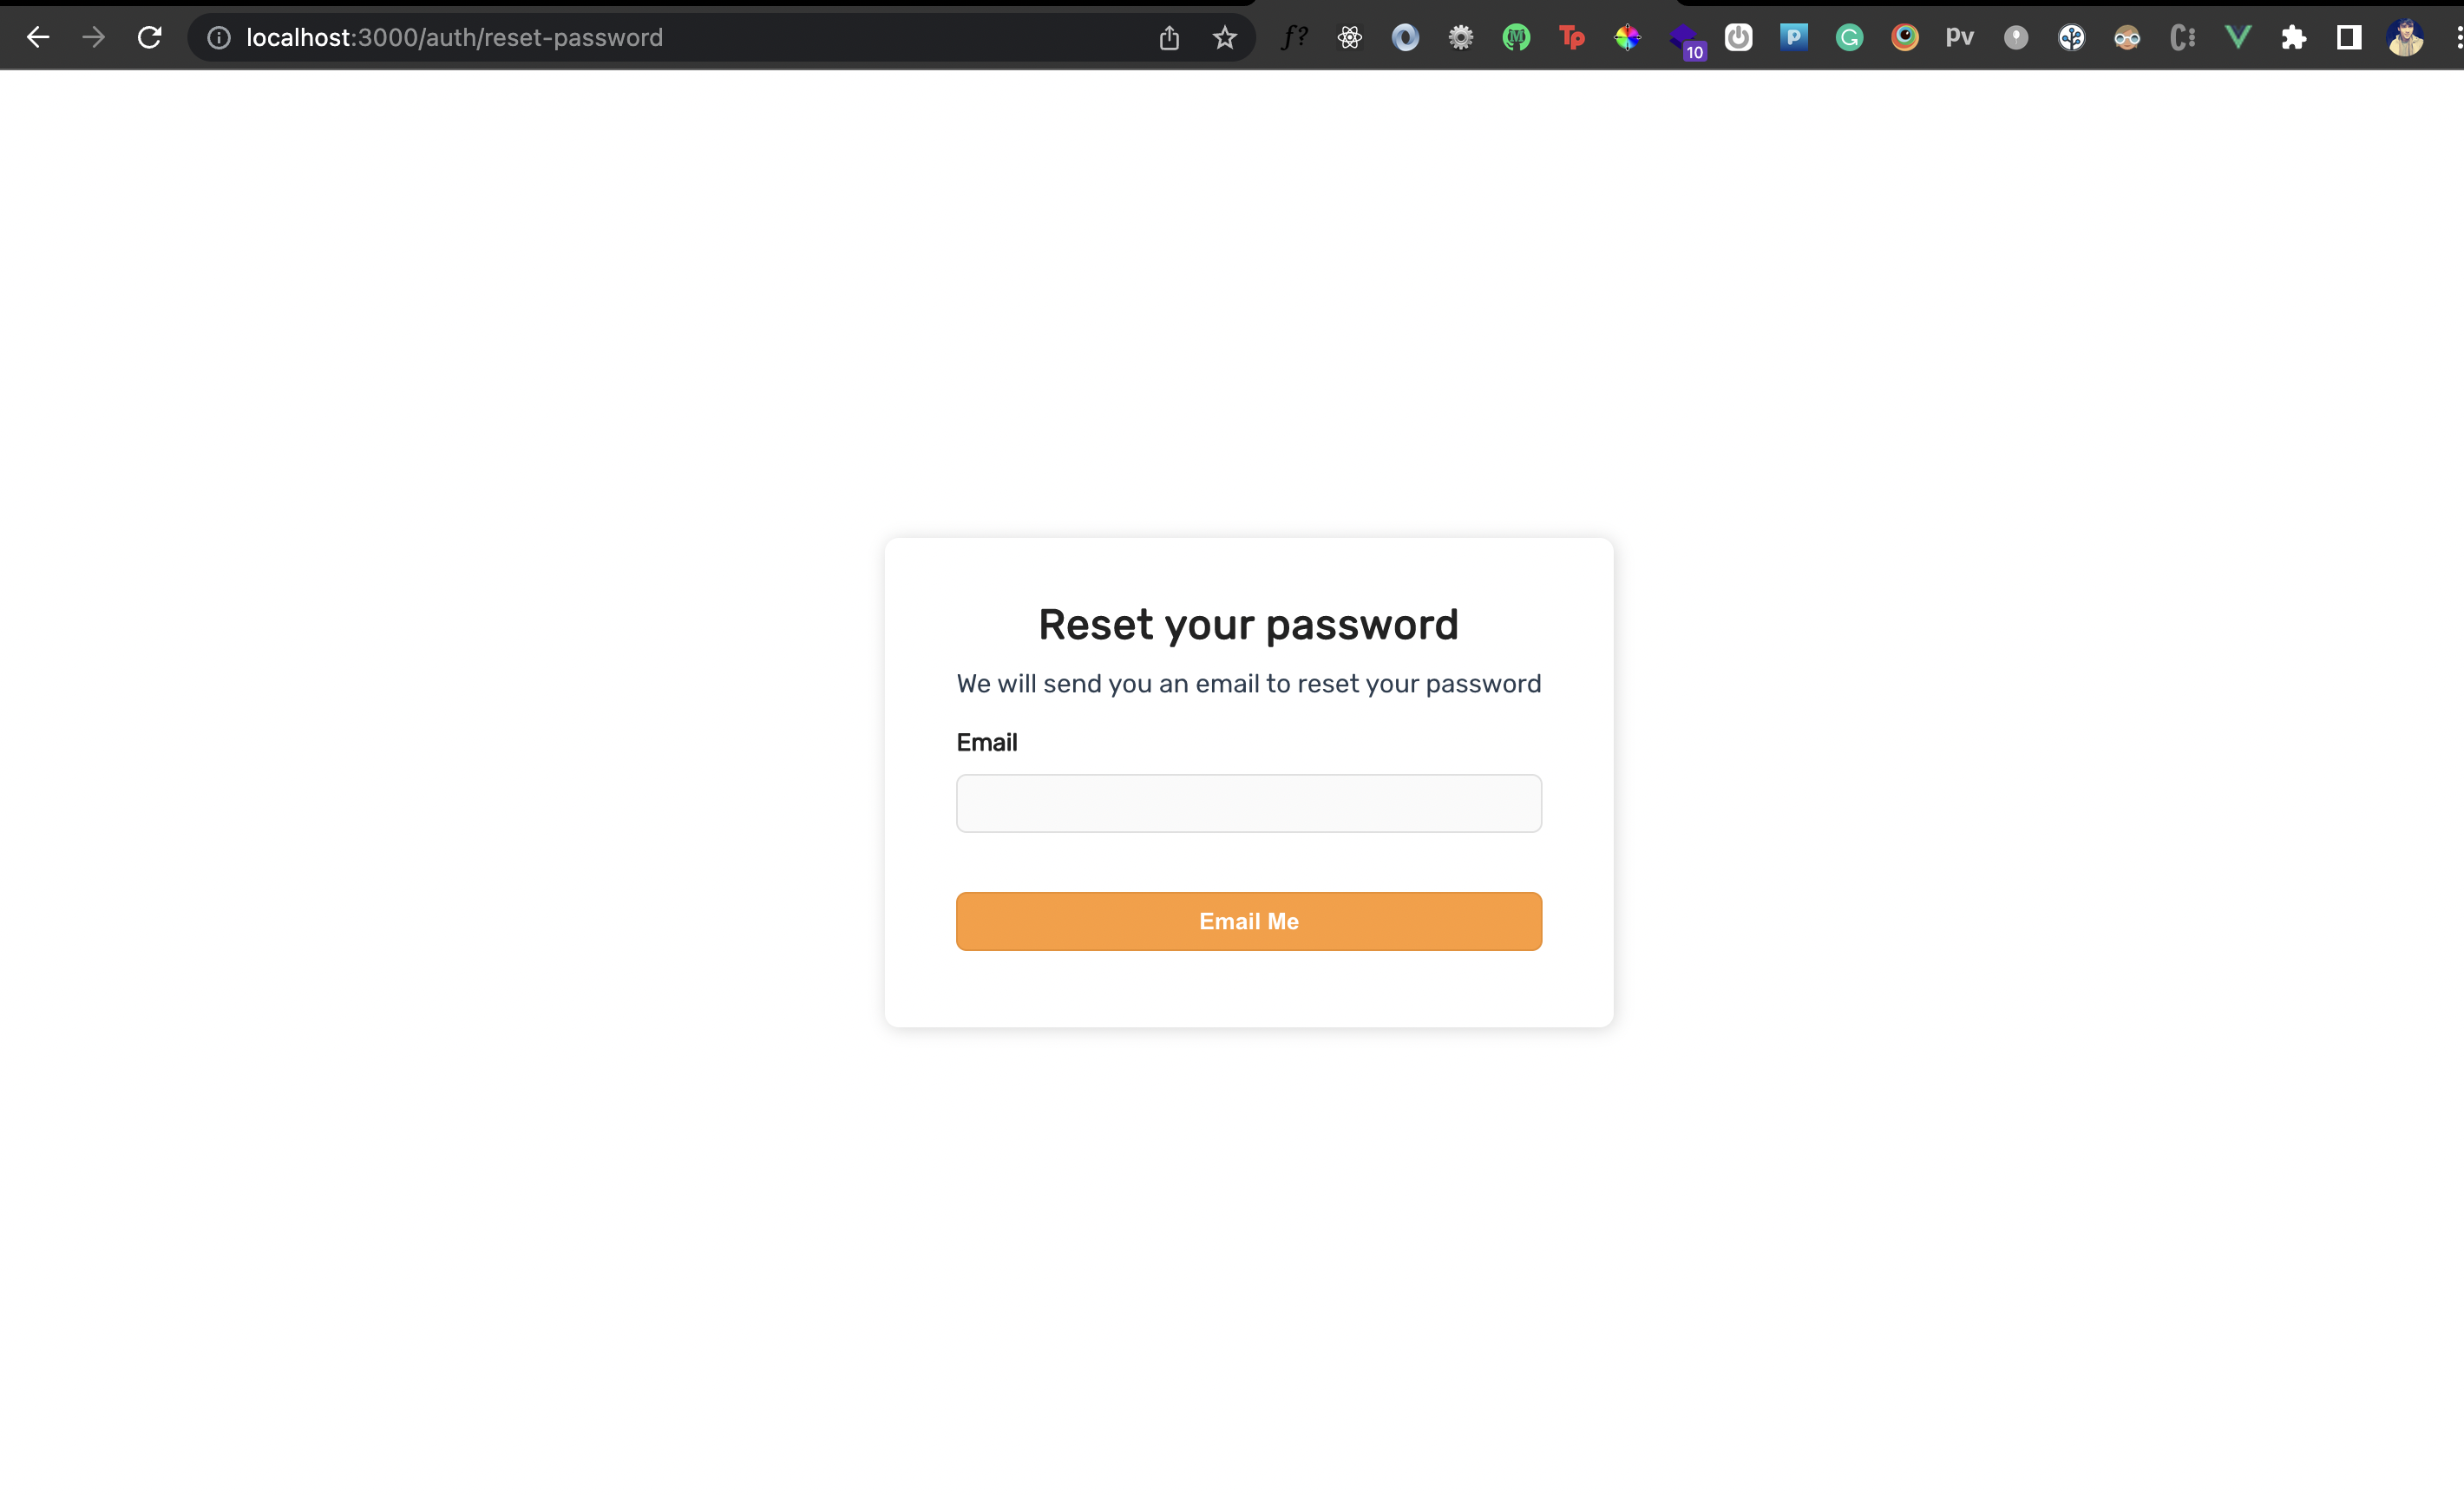 localhost:3000/auth/reset-password
f?
M
Tp
10
P
G
pv
C:
Reset your password
We will send you an email to reset your password
Email
Email Me